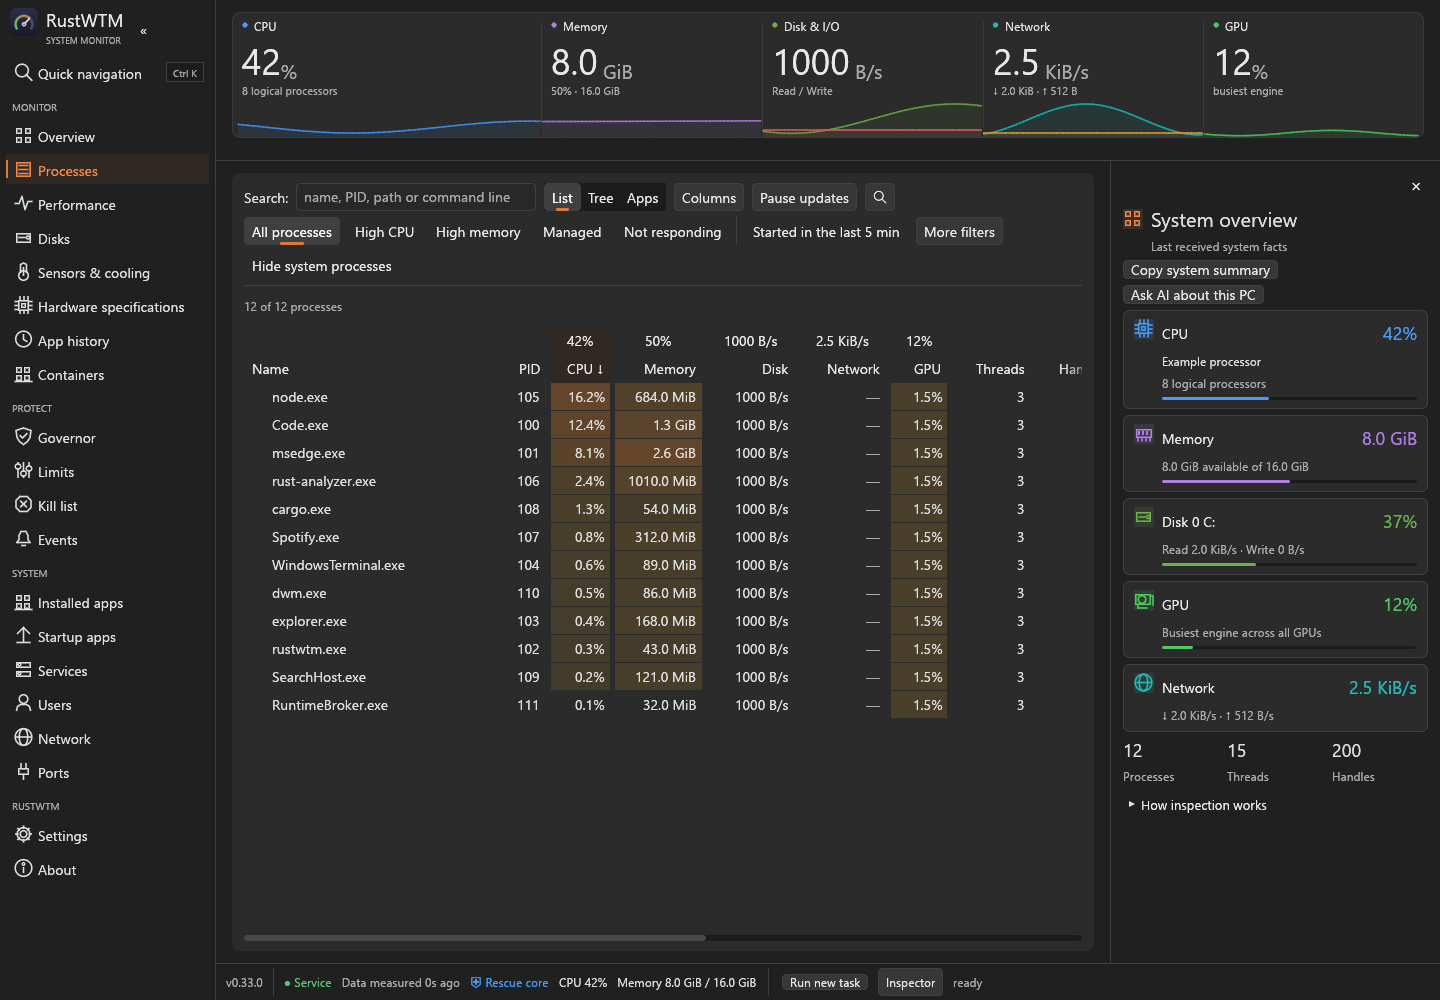 RustWTM
SYSTEM MONITOR
«
Quick navigation
Ctrl K
MONITOR
Overview
Processes
Performance
Disks
Sensors & cooling
Hardware specifications
App history
Containers
PROTECT
Governor
Limits
Kill list
Events
SYSTEM
Installed apps
Startup apps
Services
Users
Network
Ports
RUSTWTM
Settings
About
CPU
42%
8 logical processors
Memory
8.0 GiB
50% · 16.0 GiB
Disk & I/O
1000 B/s
Read / Write
Network
2.5 KiB/s
↓ 2.0 KiB/s · ↑ 512 B
GPU
12%
busiest engine
Search: name, PID, path or command line List Tree Apps Columns Pause updates
All processes High CPU High memory Managed Not responding Started in the last 5 min More filters
Hide system processes
12 of 12 processes
42% 50% 1000 B/s 2.5 KiB/s 12%
Name PID CPU ↓ Memory Disk Network GPU Threads Han
node.exe 105 16.2% 684.0 MiB 1000 B/s — 1.5% 3
Code.exe 100 12.4% 1.3 GiB 1000 B/s — 1.5% 3
msedge.exe 101 8.1% 2.6 GiB 1000 B/s — 1.5% 3
rust-analyzer.exe 106 2.4% 1010.0 MiB 1000 B/s — 1.5% 3
cargo.exe 108 1.3% 54.0 MiB 1000 B/s — 1.5% 3
Spotify.exe 107 0.8% 312.0 MiB 1000 B/s — 1.5% 3
WindowsTerminal.exe 104 0.6% 89.0 MiB 1000 B/s — 1.5% 3
dwm.exe 110 0.5% 86.0 MiB 1000 B/s — 1.5% 3
explorer.exe 103 0.4% 168.0 MiB 1000 B/s — 1.5% 3
rustwtm.exe 102 0.3% 43.0 MiB 1000 B/s — 1.5% 3
SearchHost.exe 109 0.2% 121.0 MiB 1000 B/s — 1.5% 3
RuntimeBroker.exe 111 0.1% 32.0 MiB 1000 B/s — 1.5% 3
×
System overview
Last received system facts
Copy system summary
Ask AI about this PC
CPU 42%
Example processor
8 logical processors
Memory 8.0 GiB
8.0 GiB available of 16.0 GiB
Disk 0 C: 37%
Read 2.0 KiB/s · Write 0 B/s
GPU 12%
Busiest engine across all GPUs
Network 2.5 KiB/s
↓ 2.0 KiB/s · ↑ 512 B/s
12 15 200
Processes Threads Handles
How inspection works
v0.33.0 Service Data measured 0s ago Rescue core CPU 42% Memory 8.0 GiB / 16.0 GiB Run new task Inspector ready